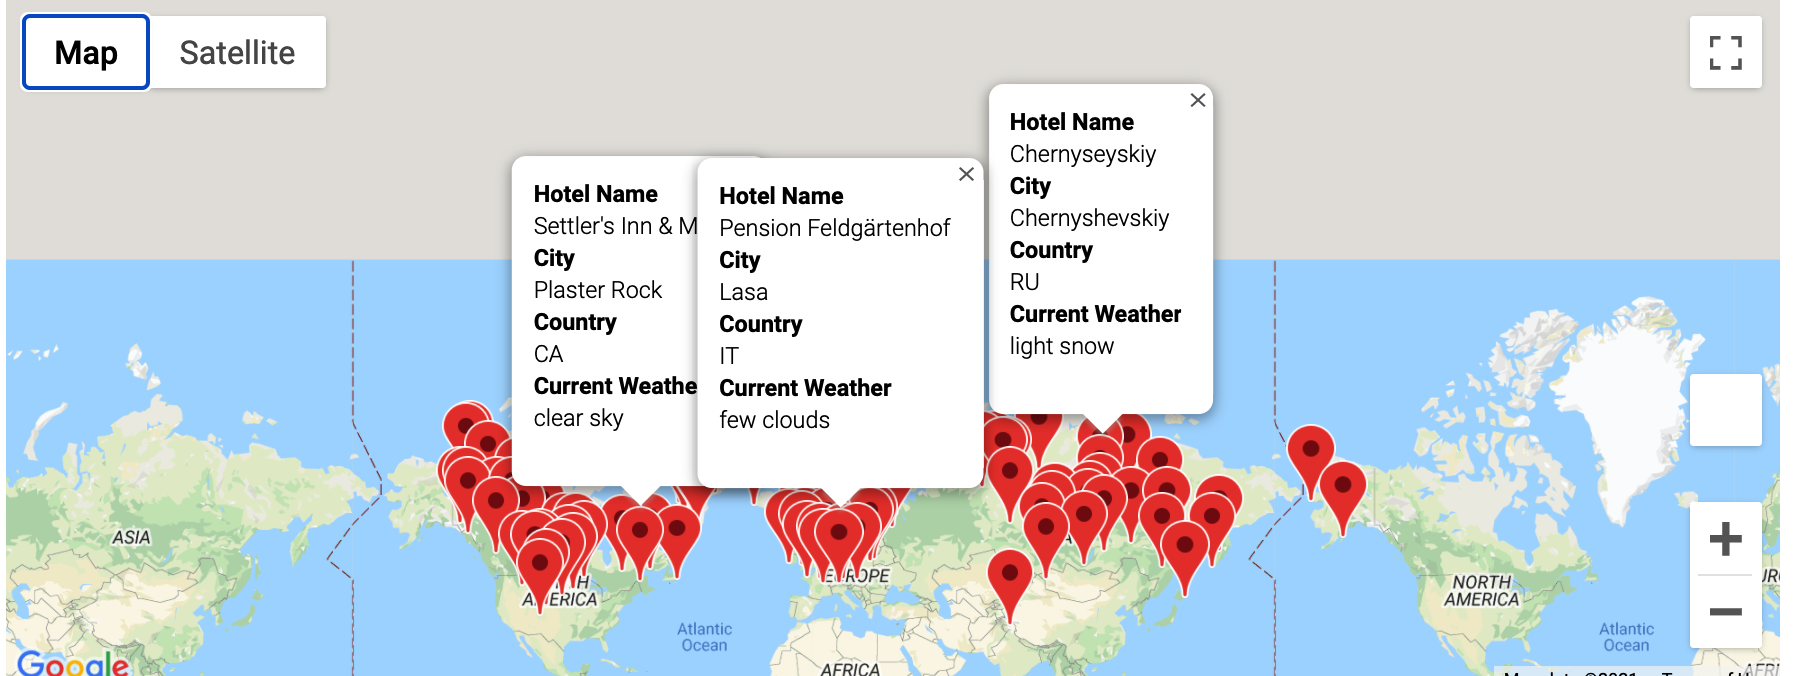 Map
Satellite
Hotel Name
Settler's Inn & M
City
Plaster Rock
Country
CA
Current Weathe
clear sky
Hotel Name
Pension Feldgärtenhof
City
Lasa
Country
IT
Current Weather
few clouds
Hotel Name
Chernyseyskiy
City
Chernyshevskiy
Country
RU
Current Weather
light snow
ASIA
AMERICA
EUROPE
NORTH
AMERICA
Atlantic
Ocean
Atlantic
Ocean
AFRICA
Google